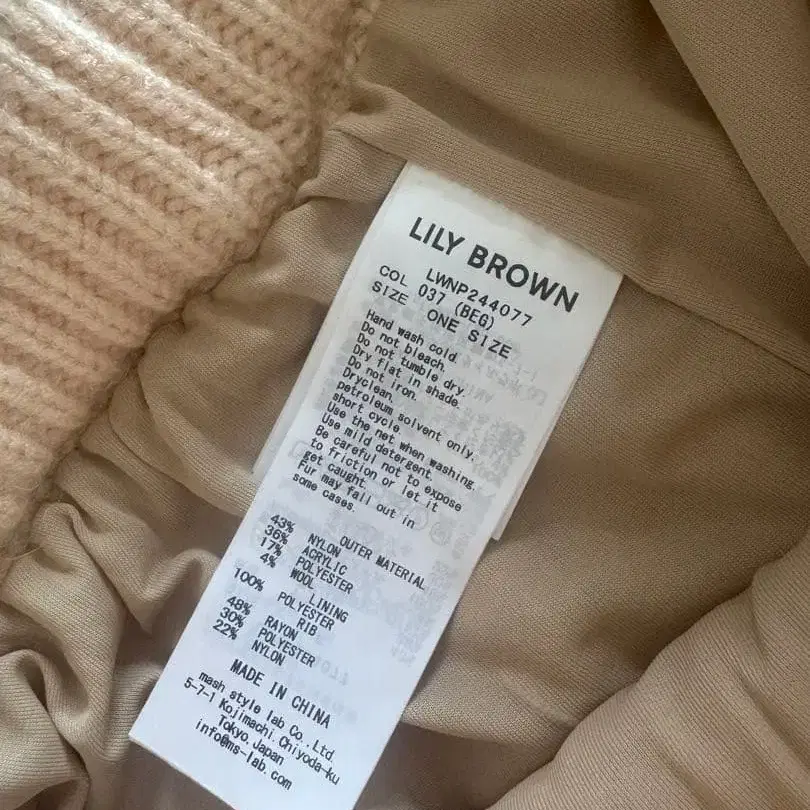 LILY BROWN
LWNP244077
COL 037 (BEG)
SIZE ONE SIZE
Hand wash cold.
Do not bleach.
Do not tumble dry.
Dry flat in shade.
Do not iron.
Dryclean,
petroleum solvent only,
short cycle.
Use the net when washing.
Use mild detergent.
Be careful not to expose
to friction or let it
get caught.
Fur may fall out in
some cases.
OUTER MATERIAL
43% NYLON
36% ACRYLIC
17% POLYESTER
4% WOOL
LINING
100% POLYESTER
RIB
48% RAYON
30% POLYESTER
22% NYLON
MADE IN CHINA
mash style lab Co.,Ltd.
5-7-1 Kojimachi,Chiyoda-ku
Tokyo,Japan
info@ms-lab.com